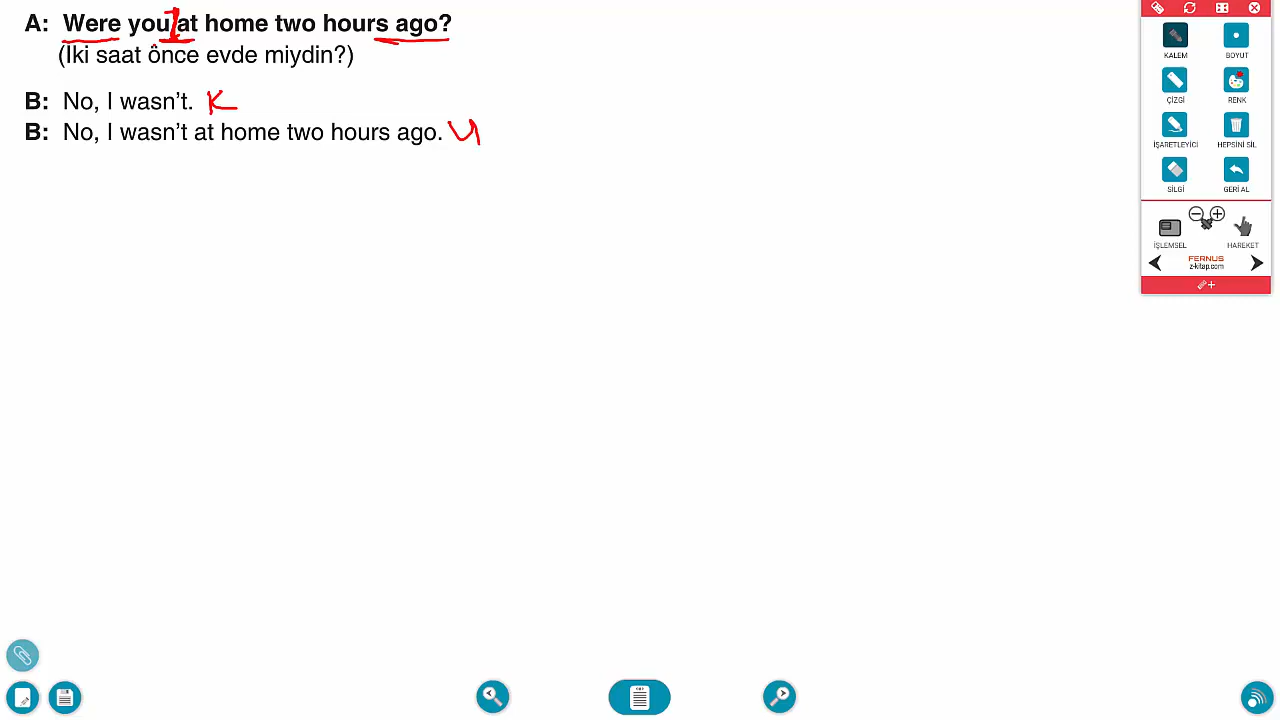 A: Were you at home two hours ago?
(Iki saat önce evde miydin?)
B: No, I wasn't. K
B: No, I wasn't at home two hours ago. U
KALEM
BOYUT
ÇİZGİ
RENK
İŞARETLEYİCİ
HEPSİNİ SİL
SİLGİ
GERİ AL
İŞLEMSEL
HAREKET
FERNUS
z-kitap.com